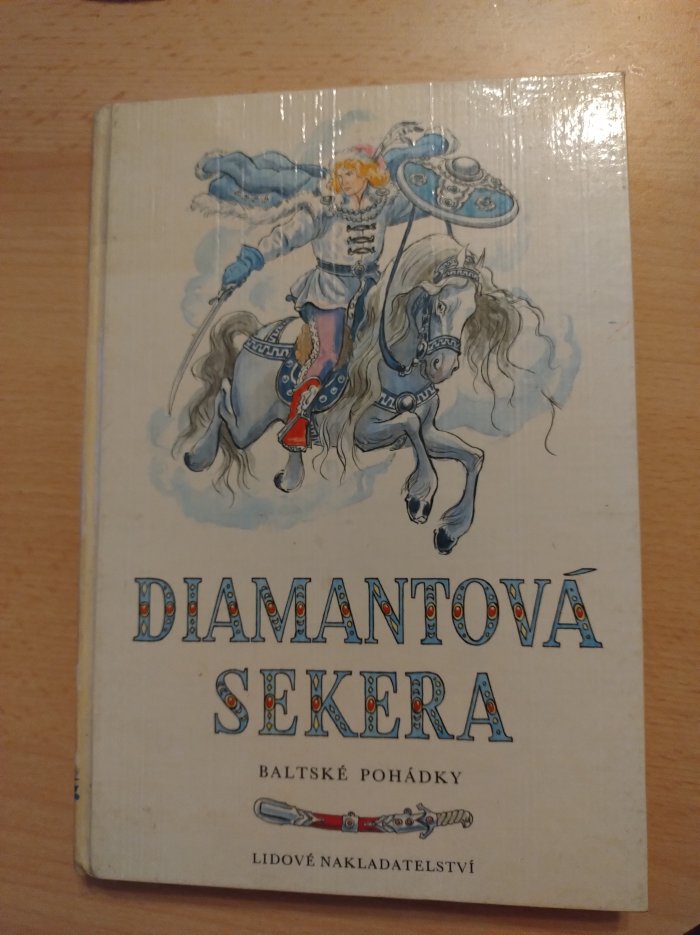 DIAMANTOVÁ
SEKERA
BALTSKÉ POHÁDKY
LIDOVÉ NAKLADATELSTVÍ